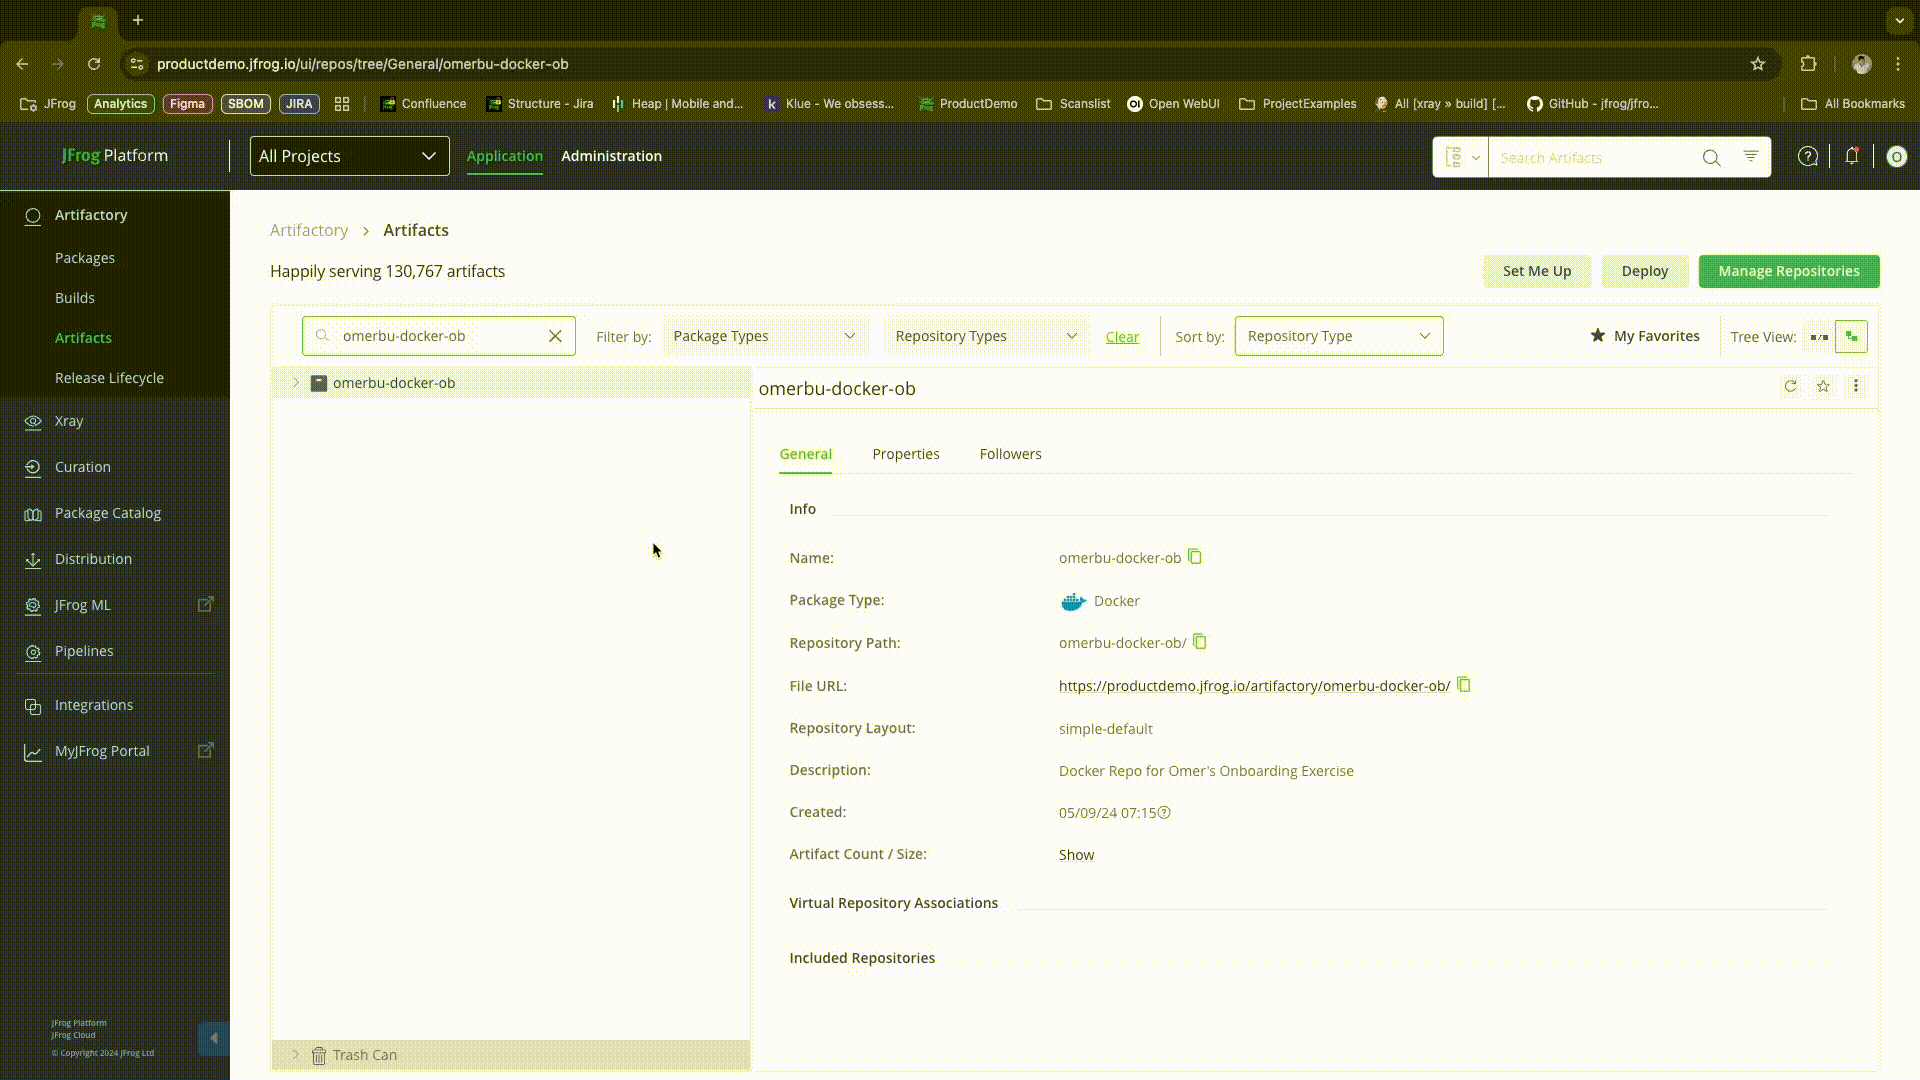 productdemo.jfrog.io/ui/repos/tree/General/omerbu-docker-ob
JFrog Analytics Figma SBOM JIRA Confluence Structure - Jira Heap | Mobile and... Klue - We obsess... ProductDemo Scanslist Open WebUI ProjectExamples All [xray » build] [... GitHub - jfrog/jfro... All Bookmarks
JFrog Platform All Projects Application Administration Search Artifacts O
Artifactory
Packages
Builds
Artifacts
Release Lifecycle
Xray
Curation
Package Catalog
Distribution
JFrog ML
Pipelines
Integrations
MyJFrog Portal
JFrog Platform
JFrog Cloud
© Copyright 2024 JFrog Ltd
Artifactory > Artifacts
Happily serving 130,767 artifacts
Set Me Up Deploy Manage Repositories
omerbu-docker-ob Filter by: Package Types Repository Types Clear Sort by: Repository Type My Favorites Tree View:
omerbu-docker-ob
Trash Can
omerbu-docker-ob
General Properties Followers
Info
Name: omerbu-docker-ob
Package Type: Docker
Repository Path: omerbu-docker-ob/
File URL: https://productdemo.jfrog.io/artifactory/omerbu-docker-ob/
Repository Layout: simple-default
Description: Docker Repo for Omer's Onboarding Exercise
Created: 05/09/24 07:15
Artifact Count / Size: Show
Virtual Repository Associations
Included Repositories